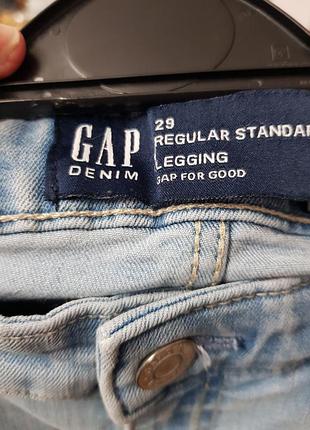 GAP
DENIM
29
REGULAR STANDAR
LEGGING
GAP FOR GOOD